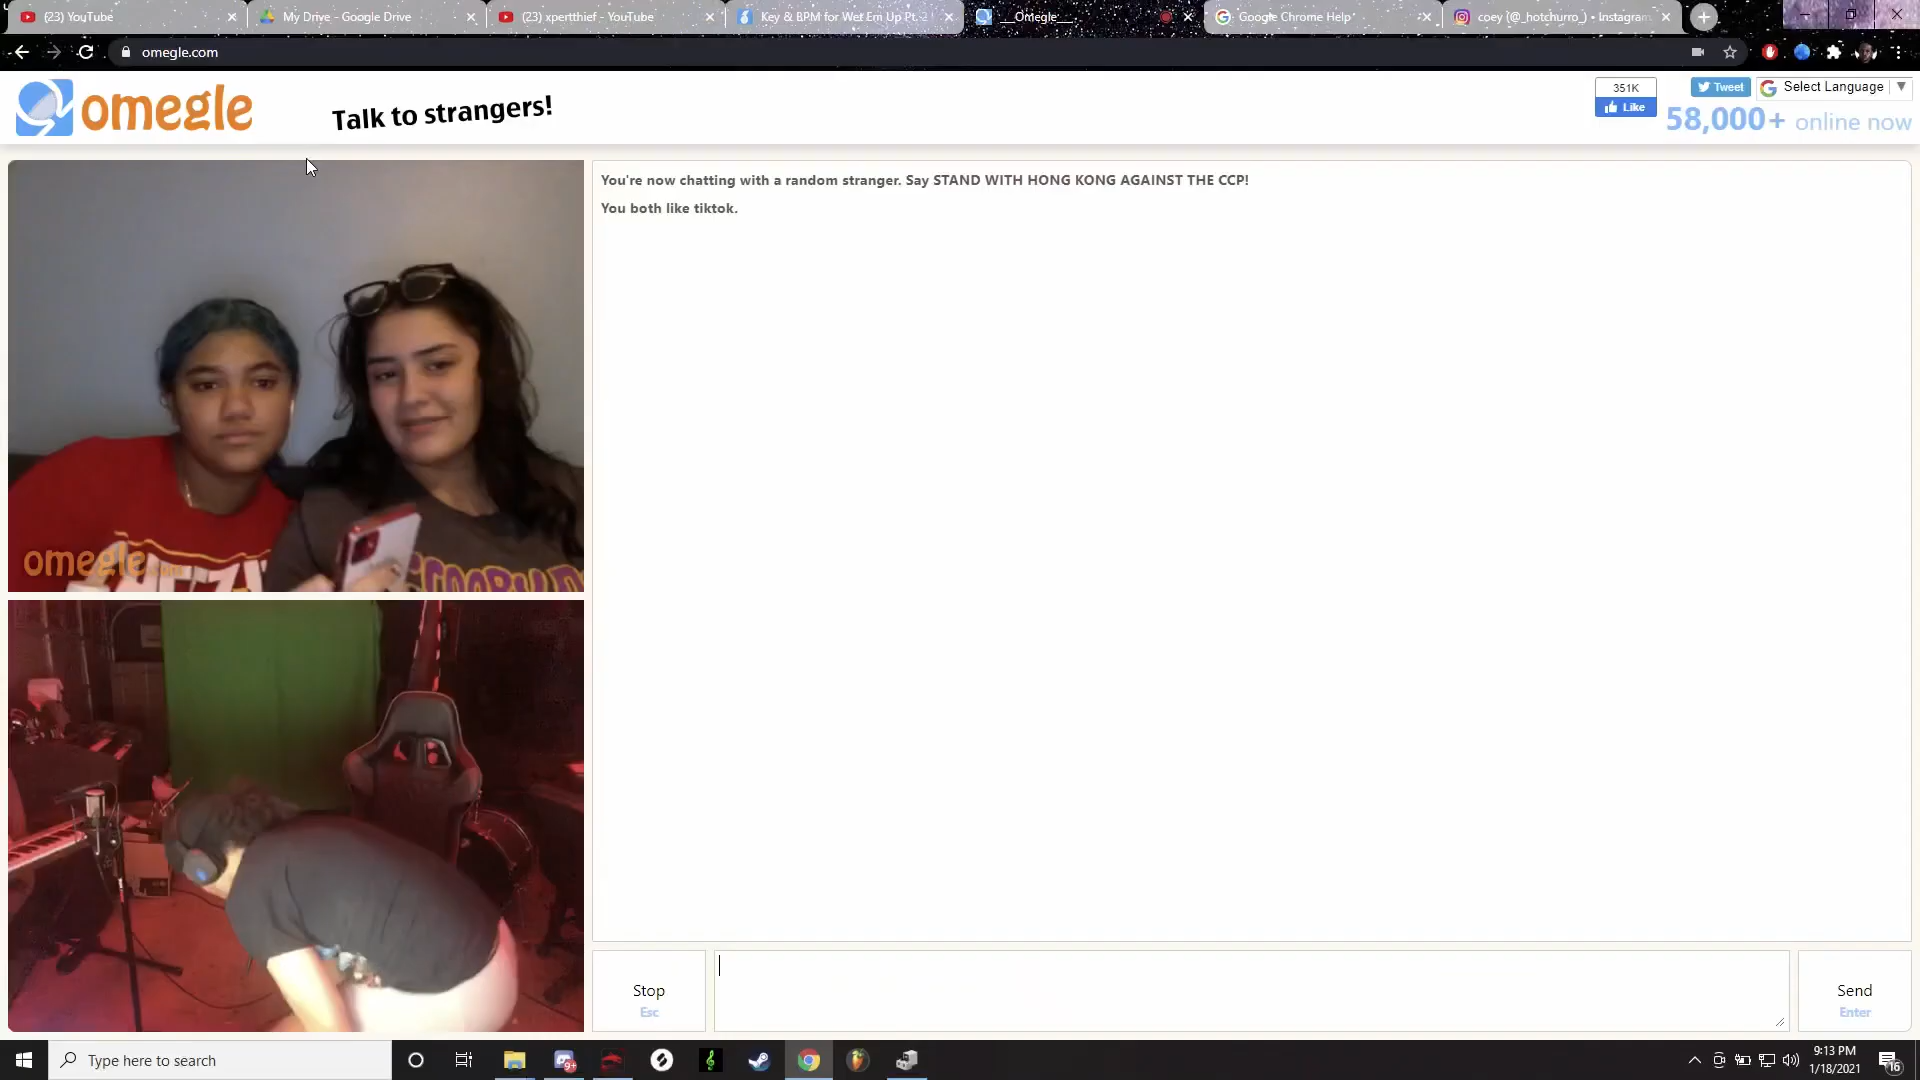 (23) YouTube
My Drive - Google Drive
(23) xpertthief - YouTube
Key & BPM for Wet Em Up Pt. 2
__Omegle__
Google Chrome Help
coey (@_hotchurro_) • Instagram
omegle.com
omegle
Talk to strangers!
351K
Like
Tweet
Select Language
58,000+ online now
You're now chatting with a random stranger. Say STAND WITH HONG KONG AGAINST THE CCP!
You both like tiktok.
omegle
Stop
Esc
Send
Enter
Type here to search
9+
9:13 PM
1/18/2021
16